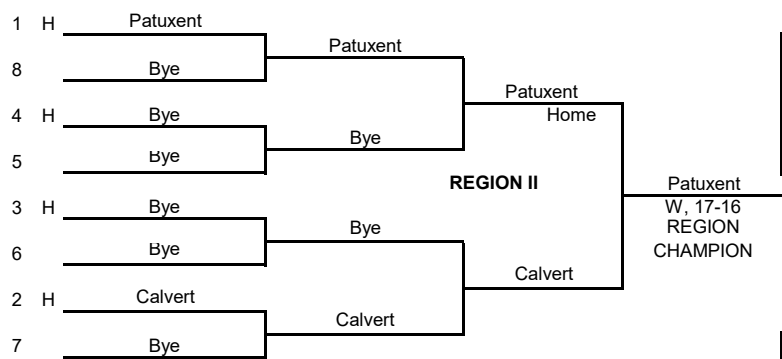 1 H Patuxent
Patuxent
8 Bye
Patuxent
Home
4 H Bye
Bye
5 Bye
REGION II
Patuxent
W, 17-16
REGION
CHAMPION
3 H Bye
Bye
6 Bye
Calvert
2 H Calvert
Calvert
7 Bye